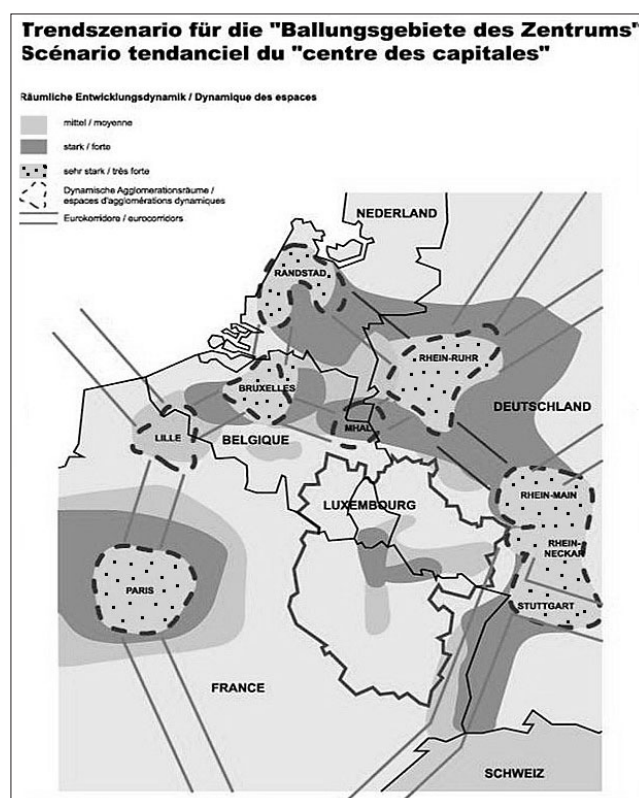 Trendszenario für die "Ballungsgebiete des Zentrums"
Scénario tendanciel du "centre des capitales"
Räumliche Entwicklungsdynamik / Dynamique des espaces
mittel / moyenne
stark / forte
sehr stark / très forte
Dynamische Agglomerationsräume /
espaces d'agglomérations dynamiques
Eurokorridore / eurocorridors
NEDERLAND
RANDSTAD
RHEIN-RUHR
BRUXELLES
DEUTSCHLAND
MHAL
LILLE
BELGIQUE
RHEIN-MAIN
LUXEMBOURG
RHEIN-
NECKAR
PARIS
STUTTGART
FRANCE
SCHWEIZ